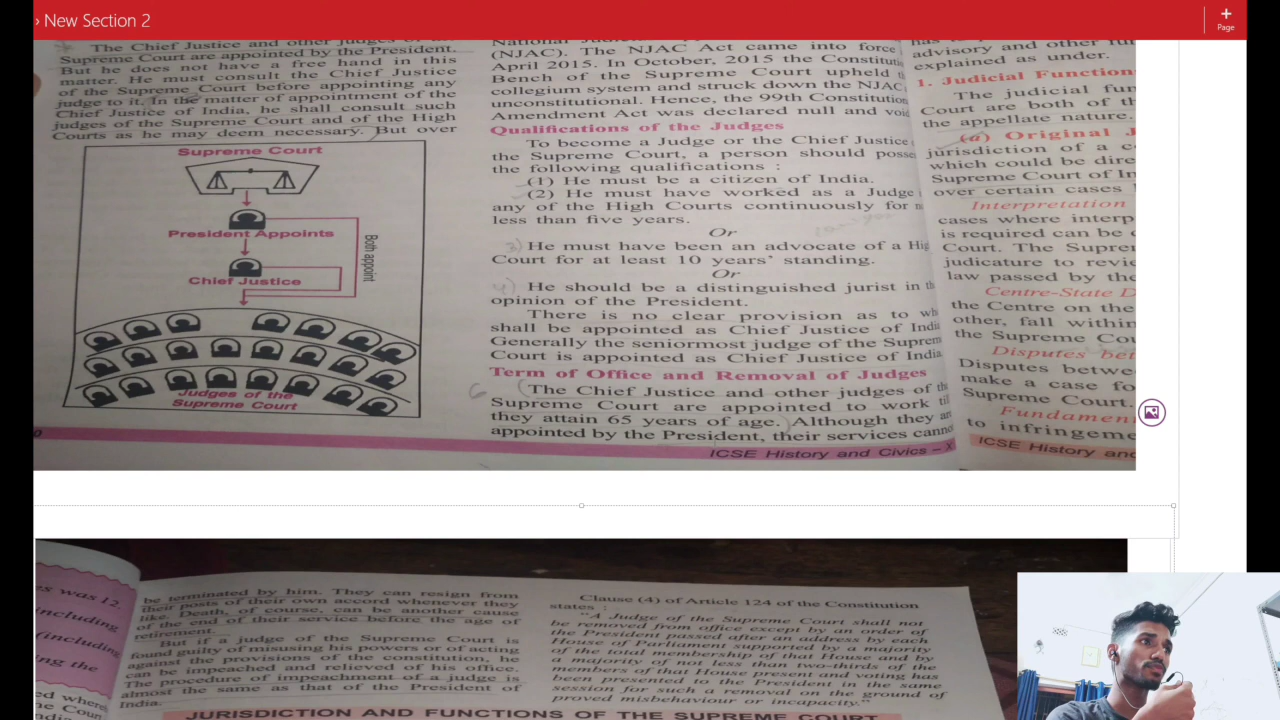 › New Section 2
+
Page
The Chief Justice and other judges of
Supreme Court are appointed by the President.
But he does not have a free hand in this
matter. He must consult the Chief Justice
of the Supreme Court before appointing any
judge to it. In the matter of appointment of the
Chief Justice of India, he shall consult such
judges of the Supreme Court and of the High
Courts as he may deem necessary. But over
Supreme Court
President Appoints
Both appoint
Chief Justice
Judges of the
Supreme Court
National
(NJAC). The NJAC Act came into force
April 2015. In October, 2015 the Constituti
Bench of the Supreme Court upheld t
collegium system and struck down the NJAC
unconstitutional. Hence, the 99th Constitution
Amendment Act was declared null and void
Qualifications of the Judges
To become a Judge or the Chief Justice
the Supreme Court, a person should posse
the following qualifications :
(1) He must be a citizen of India.
(2) He must have worked as a Judge
any of the High Courts continuously for n
less than five years.
Or
3) He must have been an advocate of a Hig
Court for at least 10 years' standing.
Or
He should be a distinguished jurist in th
opinion of the President.
There is no clear provision as to wh
shall be appointed as Chief Justice of India
Generally the seniormost judge of the Suprem
Court is appointed as Chief Justice of India
Term of Office and Removal of Judges
The Chief Justice and other judges of the
Supreme Court are appointed to work til
they attain 65 years of age. Although they ar
appointed by the President, their services canno
ICSE History and Civics – X
advisory and other fu
explained as under.
1. Judicial Function
The judicial fun
Court are both of th
the appellate nature.
(a) Original J
jurisdiction of a c
which could be dire
Supreme Court of In
over certain cases
Interpretation
cases where interp
is required can be
Court. The Suprem
judicature to revie
law passed by the
Centre-State D
the Centre on the
other, fall within
the Supreme Cou
Disputes bet
Disputes betwe
make a case fo
Supreme Court.
Fundamen
to infringeme
ICSE History and
s was 12.
including
(including
ng the
ed where
he Coun
ndia
be terminated by him. They can resign from
their posts of their own accord whenever they
like. Death, of course, can be another cause
of the end of their service before the age of
retirement.
But if a judge of the Supreme Court is
found guilty of misusing his powers or of acting
against the provisions of the constitution, he
can be impeached and relieved of his office.
The procedure of impeachment of a judge is
almost the same as that of the President of
India.
Clause (4) of Article 124 of the Constitution
states :
"A Judge of the Supreme Court shall not
be removed from office except by an order of
the President passed after an address by each
House of Parliament supported by a majority
of the total membership of that House and by
a majority of not less than two-thirds of the
members of that House present and voting has
been presented to the President in the same
session for such a removal on the ground of
proved misbehaviour or incapacity."
JURISDICTION AND FUNCTIONS OF THE SUPREME COURT